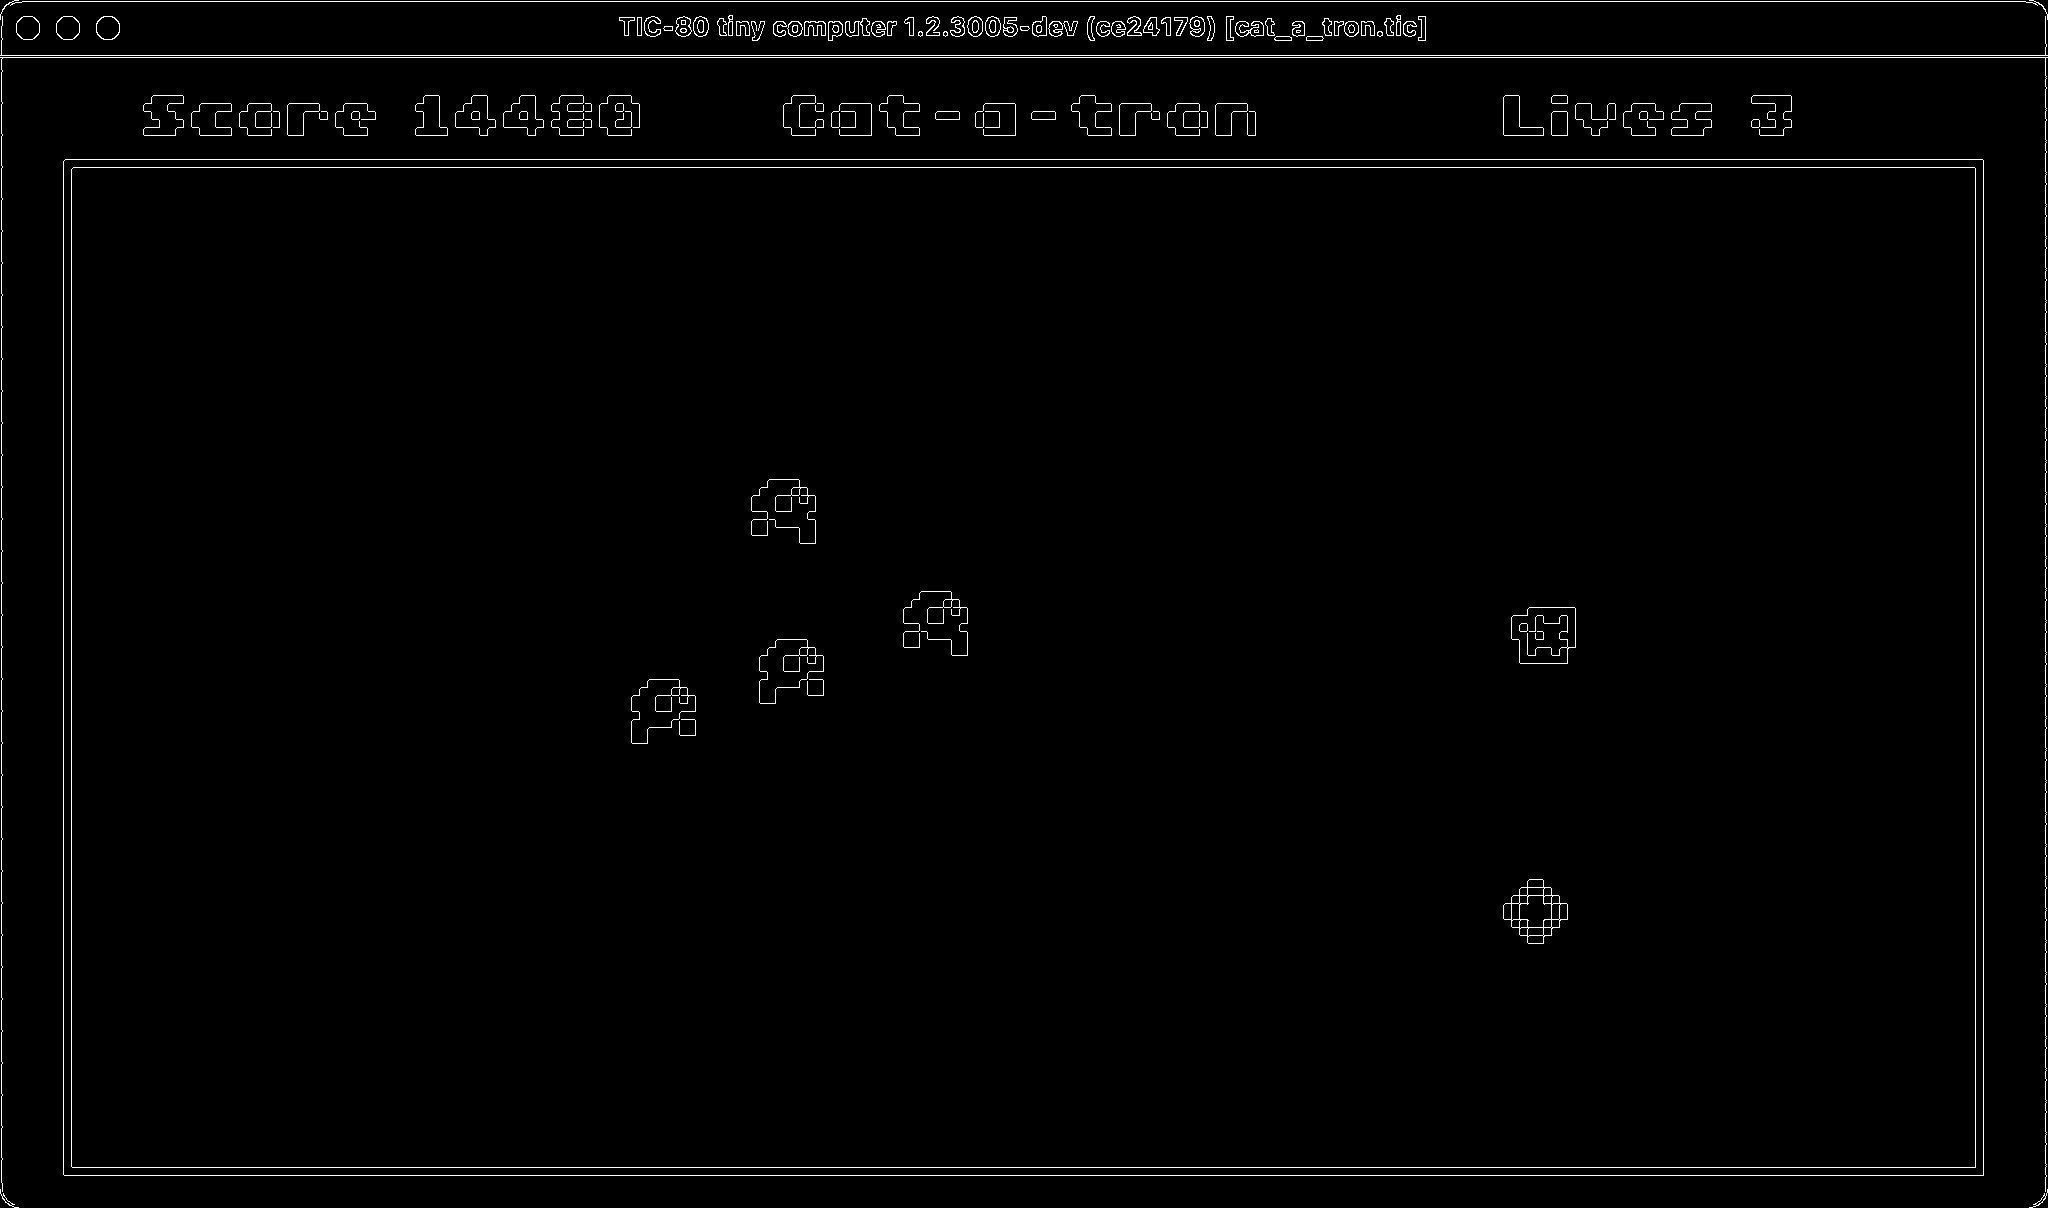 TIC-80 tiny computer 1.2.3005-dev (ce24179) [cat_a_tron.tic]
Score 14480 Cat-a-tron Lives 3